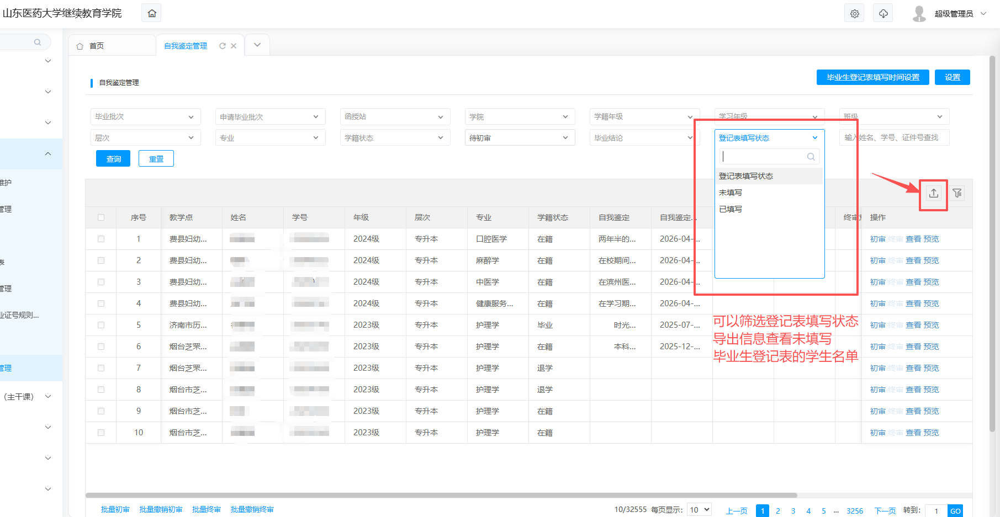 山东医药大学继续教育学院
超级管理员
首页
自我鉴定管理
自我鉴定管理
毕业生登记表填写时间设置
设置
毕业批次
申请毕业批次
函授站
学院
学籍年级
学习年级
班级
层次
专业
学籍状态
待初审
毕业结论
登记表填写状态
输入姓名、学号、证件号查找
查询
重置
登记表填写状态
未填写
已填写
序号 教学点 姓名 学号 年级 层次 专业 学籍状态 自我鉴定 自我鉴定... 操作
1 费县妇幼... 2024级 专升本 口腔医学 在籍 两年半的... 2026-04-... 初审 终审 查看 预览
2 费县妇幼... 2024级 专升本 麻醉学 在籍 在校期间... 2026-04-... 初审 终审 查看 预览
3 费县妇幼... 2024级 专升本 中医学 在籍 在滨州医... 2026-04-... 初审 终审 查看 预览
4 费县妇幼... 2024级 专升本 健康服务... 在籍 在学习期... 2026-04-... 初审 终审 查看 预览
5 济南市历... 2023级 专升本 护理学 毕业 时光... 2025-07-... 初审 终审 查看 预览
6 烟台芝罘... 2023级 专升本 护理学 在籍 本科... 2025-12-... 初审 终审 查看 预览
7 烟台芝罘... 2023级 专升本 护理学 退学 初审 终审 查看 预览
8 烟台市芝... 2023级 专升本 护理学 退学 初审 终审 查看 预览
9 烟台市芝... 2023级 专升本 护理学 在籍 初审 终审 查看 预览
10 烟台市芝... 2023级 专升本 护理学 在籍 初审 终审 查看 预览
可以筛选登记表填写状态
导出信息查看未填写
毕业生登记表的学生名单
维护
管理
表
管理
业证号规则...
管理
（主干课）
批量初审 批量撤销初审 批量终审 批量撤销终审
10/32555 每页显示： 10 上一页 1 2 3 4 5 ... 3256 下一页 转到： 1 GO